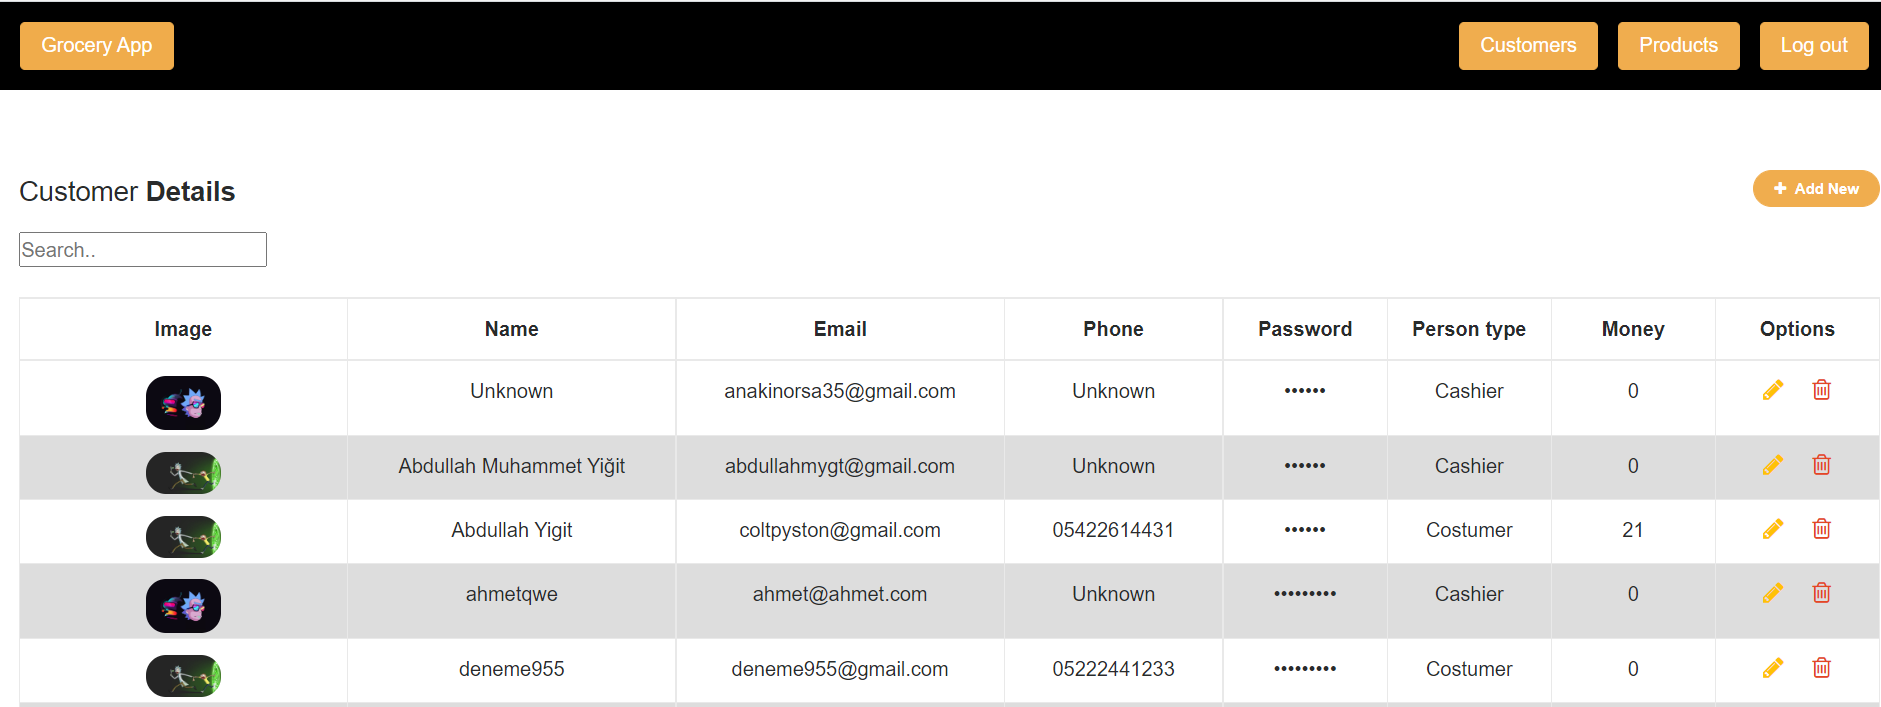 Grocery App Customers Products Log out
Customer Details
Add New
Search..
Image Name Email Phone Password Person type Money Options
Unknown anakinorsa35@gmail.com Unknown •••••• Cashier 0
Abdullah Muhammet Yiğit abdullahmygt@gmail.com Unknown •••••• Cashier 0
Abdullah Yigit coltpyston@gmail.com 05422614431 •••••• Costumer 21
ahmetqwe ahmet@ahmet.com Unknown ••••••••• Cashier 0
deneme955 deneme955@gmail.com 05222441233 ••••••••• Costumer 0